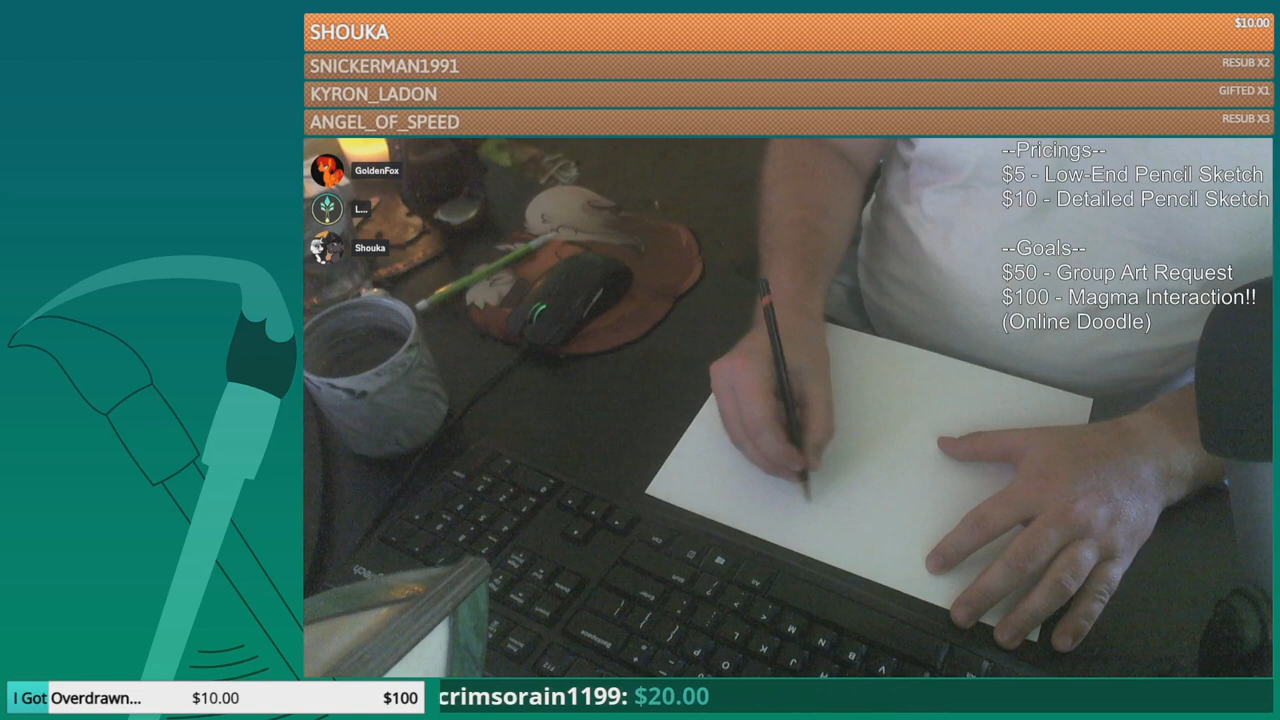 SHOUKA
$10.00
SNICKERMAN1991
RESUB X2
KYRON_LADON
GIFTED X1
ANGEL_OF_SPEED
RESUB X3
GoldenFox
L...
Shouka
--Pricings--
$5 - Low-End Pencil Sketch
$10 - Detailed Pencil Sketch
--Goals--
$50 - Group Art Request
$100 - Magma Interaction!!
(Online Doodle)
I Got Overdrawn...
$10.00
$100
crimsorain1199: $20.00